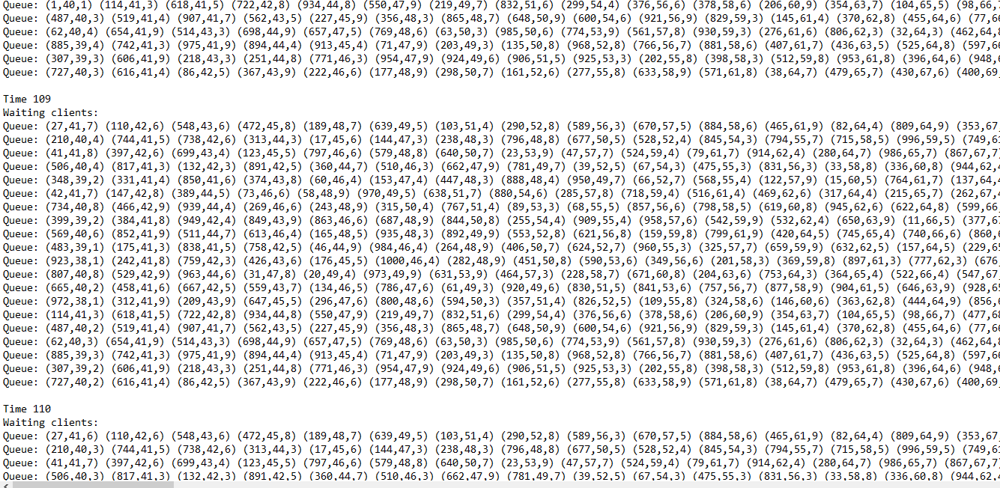 Queue: (1,40,1) (114,41,3) (618,41,5) (722,42,8) (934,44,8) (550,47,9) (219,49,7) (832,51,6) (299,54,4) (376,56,6) (378,58,6) (206,60,9) (354,63,7) (104,65,5) (98,66,
Queue: (487,40,3) (519,41,4) (907,41,7) (562,43,5) (227,45,9) (356,48,3) (865,48,7) (648,50,9) (600,54,6) (921,56,9) (829,59,3) (145,61,4) (370,62,8) (455,64,6) (77,66
Queue: (62,40,4) (654,41,9) (514,43,3) (698,44,9) (657,47,5) (769,48,6) (63,50,3) (985,50,6) (774,53,9) (561,57,8) (930,59,3) (276,61,6) (806,62,3) (32,64,3) (462,64,8
Queue: (885,39,4) (742,41,3) (975,41,9) (894,44,4) (913,45,4) (71,47,9) (203,49,3) (135,50,8) (968,52,8) (766,56,7) (881,58,6) (407,61,7) (436,63,5) (525,64,8) (597,66
Queue: (307,39,3) (606,41,9) (218,43,3) (251,44,8) (771,46,3) (954,47,9) (924,49,6) (906,51,5) (925,53,3) (202,55,8) (398,58,3) (512,59,8) (953,61,8) (396,64,6) (948,6
Queue: (727,40,3) (616,41,4) (86,42,5) (367,43,9) (222,46,6) (177,48,9) (298,50,7) (161,52,6) (277,55,8) (633,58,9) (571,61,8) (38,64,7) (479,65,7) (430,67,6) (400,69,
Time 109
Waiting clients:
Queue: (27,41,7) (110,42,6) (548,43,6) (472,45,8) (189,48,7) (639,49,5) (103,51,4) (290,52,8) (589,56,3) (670,57,5) (884,58,6) (465,61,9) (82,64,4) (809,64,9) (353,67
Queue: (210,40,4) (744,41,5) (738,42,6) (313,44,3) (17,45,6) (144,47,3) (238,48,3) (796,48,8) (677,50,5) (528,52,4) (845,54,3) (794,55,7) (715,58,5) (996,59,5) (749,61
Queue: (41,41,8) (397,42,6) (699,43,4) (123,45,5) (797,46,6) (579,48,8) (640,50,7) (23,53,9) (47,57,7) (524,59,4) (79,61,7) (914,62,4) (280,64,7) (986,65,7) (867,67,7)
Queue: (506,40,4) (817,41,3) (132,42,3) (891,42,5) (360,44,7) (510,46,3) (662,47,9) (781,49,7) (39,52,5) (67,54,3) (475,55,3) (831,56,3) (33,58,8) (336,60,8) (944,62,4
Queue: (348,39,2) (331,41,4) (850,41,6) (374,43,8) (60,46,4) (153,47,4) (447,48,3) (888,48,4) (950,49,7) (66,52,7) (568,55,4) (122,57,9) (15,60,5) (764,61,7) (137,64,4
Queue: (42,41,7) (147,42,8) (389,44,5) (73,46,6) (58,48,9) (970,49,5) (638,51,7) (880,54,6) (285,57,8) (718,59,4) (516,61,4) (469,62,6) (317,64,4) (215,65,7) (262,67,4
Queue: (734,40,8) (466,42,9) (939,44,4) (269,46,6) (243,48,9) (315,50,4) (767,51,4) (89,53,3) (68,55,5) (857,56,6) (798,58,5) (619,60,8) (945,62,6) (622,64,8) (599,66
Queue: (399,39,2) (384,41,8) (949,42,4) (849,43,9) (863,46,6) (687,48,9) (844,50,8) (255,54,4) (909,55,4) (958,57,6) (542,59,9) (532,62,4) (650,63,9) (11,66,5) (377,67
Queue: (569,40,6) (852,41,9) (511,44,7) (613,46,4) (165,48,5) (935,48,3) (892,49,9) (553,52,8) (621,56,8) (159,59,8) (799,61,9) (420,64,5) (745,65,4) (740,66,6) (860,6
Queue: (483,39,1) (175,41,3) (838,41,5) (758,42,5) (46,44,9) (984,46,4) (264,48,9) (406,50,7) (624,52,7) (960,55,3) (325,57,7) (659,59,9) (632,62,5) (157,64,5) (229,65
Queue: (923,38,1) (242,41,8) (759,42,3) (426,43,6) (176,45,5) (1000,46,4) (282,48,9) (451,50,8) (590,53,6) (349,56,6) (201,58,3) (369,59,8) (897,61,3) (777,62,3) (676,
Queue: (807,40,8) (529,42,9) (963,44,6) (31,47,8) (20,49,4) (973,49,9) (631,53,9) (464,57,3) (228,58,7) (671,60,8) (204,63,6) (753,64,3) (364,65,4) (522,66,4) (547,67
Queue: (665,40,2) (458,41,6) (667,42,5) (559,43,7) (134,46,5) (786,47,6) (61,49,3) (920,49,6) (830,51,5) (841,53,6) (757,56,7) (877,58,9) (904,61,5) (646,63,9) (928,65
Queue: (972,38,1) (312,41,9) (209,43,9) (647,45,5) (296,47,6) (800,48,6) (594,50,3) (357,51,4) (826,52,5) (109,55,8) (324,58,6) (146,60,6) (363,62,8) (444,64,9) (856,6
Queue: (114,41,3) (618,41,5) (722,42,8) (934,44,8) (550,47,9) (219,49,7) (832,51,6) (299,54,4) (376,56,6) (378,58,6) (206,60,9) (354,63,7) (104,65,5) (98,66,7) (477,68
Queue: (487,40,2) (519,41,4) (907,41,7) (562,43,5) (227,45,9) (356,48,3) (865,48,7) (648,50,9) (600,54,6) (921,56,9) (829,59,3) (145,61,4) (370,62,8) (455,64,6) (77,66
Queue: (62,40,3) (654,41,9) (514,43,3) (698,44,9) (657,47,5) (769,48,6) (63,50,3) (985,50,6) (774,53,9) (561,57,8) (930,59,3) (276,61,6) (806,62,3) (32,64,3) (462,64,8
Queue: (885,39,3) (742,41,3) (975,41,9) (894,44,4) (913,45,4) (71,47,9) (203,49,3) (135,50,8) (968,52,8) (766,56,7) (881,58,6) (407,61,7) (436,63,5) (525,64,8) (597,66
Queue: (307,39,2) (606,41,9) (218,43,3) (251,44,8) (771,46,3) (954,47,9) (924,49,6) (906,51,5) (925,53,3) (202,55,8) (398,58,3) (512,59,8) (953,61,8) (396,64,6) (948,6
Queue: (727,40,2) (616,41,4) (86,42,5) (367,43,9) (222,46,6) (177,48,9) (298,50,7) (161,52,6) (277,55,8) (633,58,9) (571,61,8) (38,64,7) (479,65,7) (430,67,6) (400,69,
Time 110
Waiting clients:
Queue: (27,41,6) (110,42,6) (548,43,6) (472,45,8) (189,48,7) (639,49,5) (103,51,4) (290,52,8) (589,56,3) (670,57,5) (884,58,6) (465,61,9) (82,64,4) (809,64,9) (353,67
Queue: (210,40,3) (744,41,5) (738,42,6) (313,44,3) (17,45,6) (144,47,3) (238,48,3) (796,48,8) (677,50,5) (528,52,4) (845,54,3) (794,55,7) (715,58,5) (996,59,5) (749,61
Queue: (41,41,7) (397,42,6) (699,43,4) (123,45,5) (797,46,6) (579,48,8) (640,50,7) (23,53,9) (47,57,7) (524,59,4) (79,61,7) (914,62,4) (280,64,7) (986,65,7) (867,67,7)
Queue: (506,40,3) (817,41,3) (132,42,3) (891,42,5) (360,44,7) (510,46,3) (662,47,9) (781,49,7) (39,52,5) (67,54,3) (475,55,3) (831,56,3) (33,58,8) (336,60,8) (944,62,4